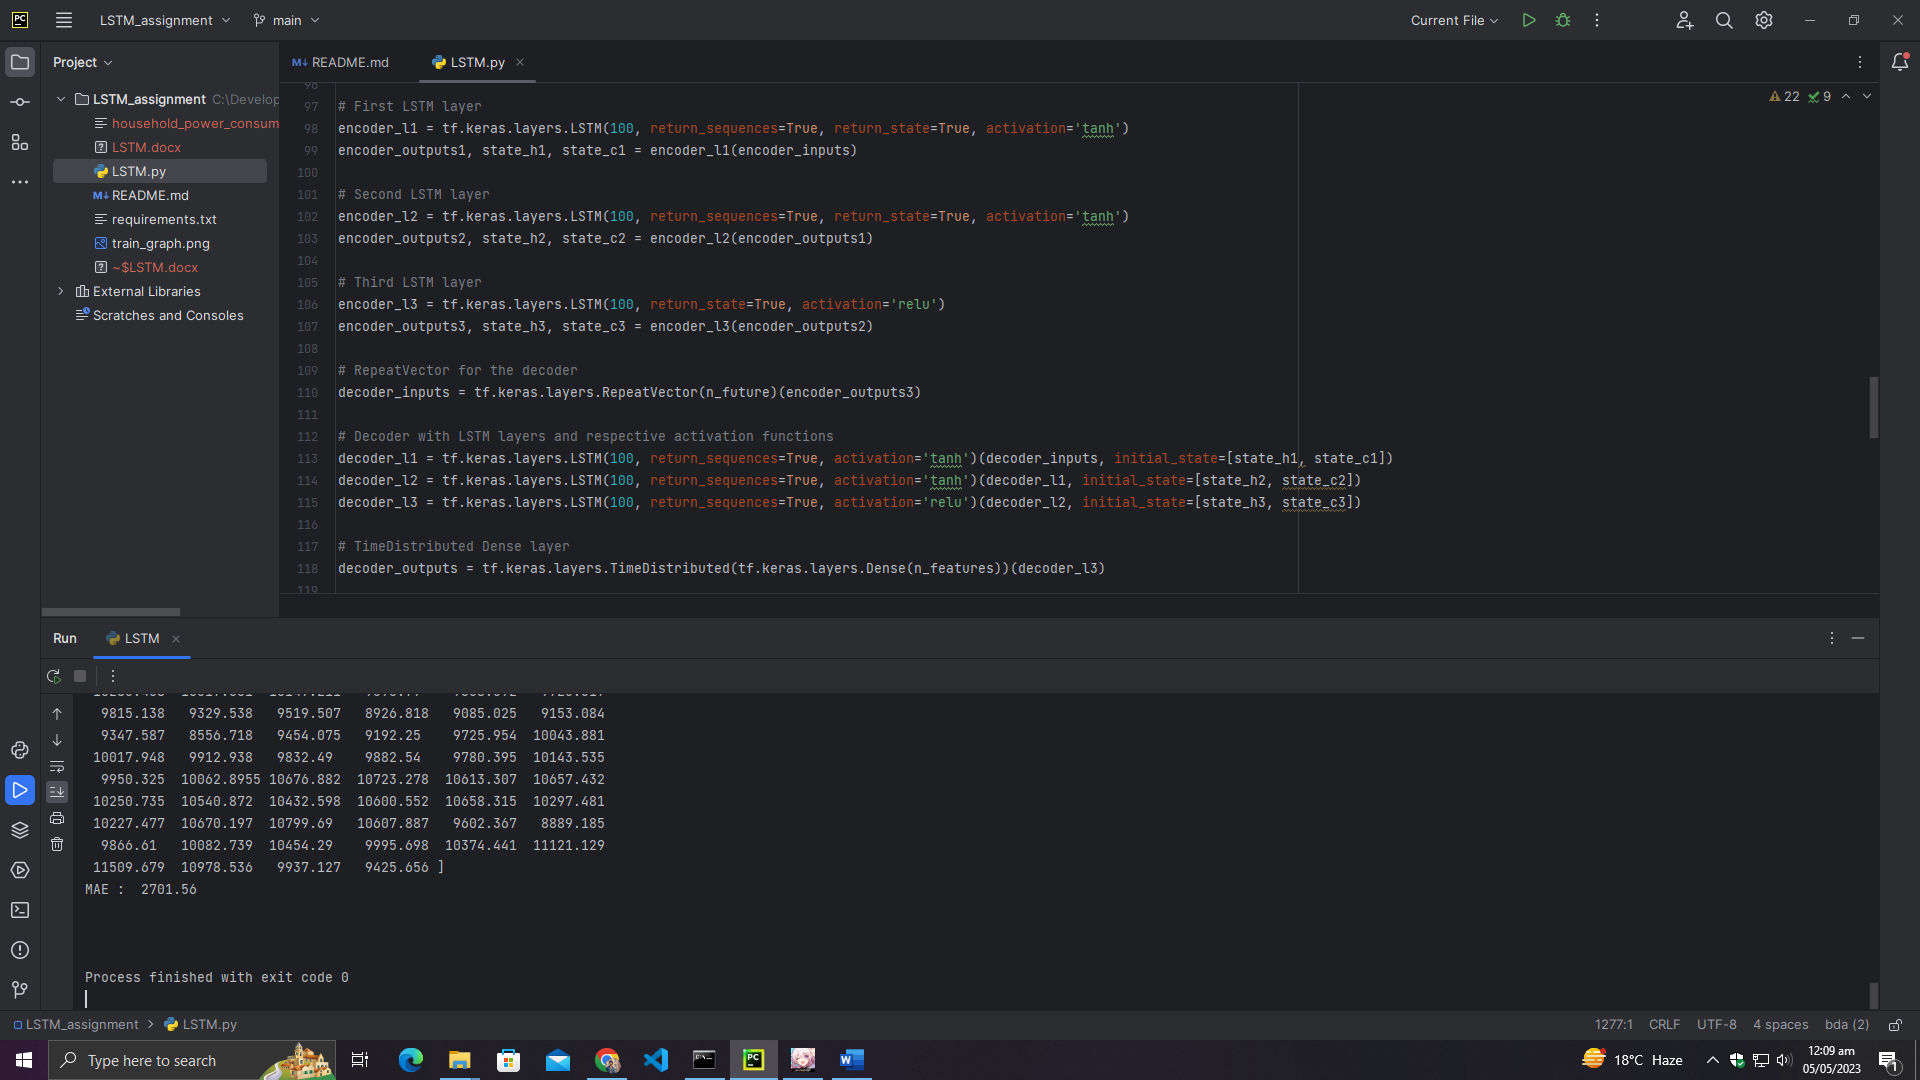 PC LSTM_assignment main Current File
Project
README.md LSTM.py
LSTM_assignment C:\Develop
household_power_consum
LSTM.docx
LSTM.py
README.md
requirements.txt
train_graph.png
~$LSTM.docx
External Libraries
Scratches and Consoles
22 9
96
97 # First LSTM layer
98 encoder_l1 = tf.keras.layers.LSTM(100, return_sequences=True, return_state=True, activation='tanh')
99 encoder_outputs1, state_h1, state_c1 = encoder_l1(encoder_inputs)
100
101 # Second LSTM layer
102 encoder_l2 = tf.keras.layers.LSTM(100, return_sequences=True, return_state=True, activation='tanh')
103 encoder_outputs2, state_h2, state_c2 = encoder_l2(encoder_outputs1)
104
105 # Third LSTM layer
106 encoder_l3 = tf.keras.layers.LSTM(100, return_state=True, activation='relu')
107 encoder_outputs3, state_h3, state_c3 = encoder_l3(encoder_outputs2)
108
109 # RepeatVector for the decoder
110 decoder_inputs = tf.keras.layers.RepeatVector(n_future)(encoder_outputs3)
111
112 # Decoder with LSTM layers and respective activation functions
113 decoder_l1 = tf.keras.layers.LSTM(100, return_sequences=True, activation='tanh')(decoder_inputs, initial_state=[state_h1, state_c1])
114 decoder_l2 = tf.keras.layers.LSTM(100, return_sequences=True, activation='tanh')(decoder_l1, initial_state=[state_h2, state_c2])
115 decoder_l3 = tf.keras.layers.LSTM(100, return_sequences=True, activation='relu')(decoder_l2, initial_state=[state_h3, state_c3])
116
117 # TimeDistributed Dense layer
118 decoder_outputs = tf.keras.layers.TimeDistributed(tf.keras.layers.Dense(n_features))(decoder_l3)
119
Run LSTM
9815.138 9329.538 9519.507 8926.818 9085.025 9153.084
9347.587 8556.718 9454.075 9192.25 9725.954 10043.881
10017.948 9912.938 9832.49 9882.54 9780.395 10143.535
9950.325 10062.8955 10676.882 10723.278 10613.307 10657.432
10250.735 10540.872 10432.598 10600.552 10658.315 10297.481
10227.477 10670.197 10799.69 10607.887 9602.367 8889.185
9866.61 10082.739 10454.29 9995.698 10374.441 11121.129
11509.679 10978.536 9937.127 9425.656 ]
MAE : 2701.56
Process finished with exit code 0
LSTM_assignment LSTM.py 1277:1 CRLF UTF-8 4 spaces bda (2)
Type here to search
18°C Haze
12:09 am
05/05/2023
1